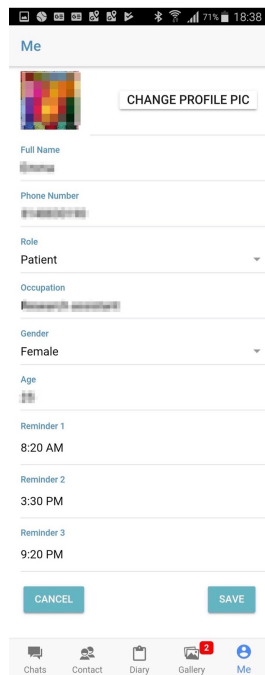 71% 18:38
Me
CHANGE PROFILE PIC
Full Name
Phone Number
Role
Patient
Occupation
Gender
Female
Age
Reminder 1
8:20 AM
Reminder 2
3:30 PM
Reminder 3
9:20 PM
CANCEL SAVE
2
Chats Contact Diary Gallery Me